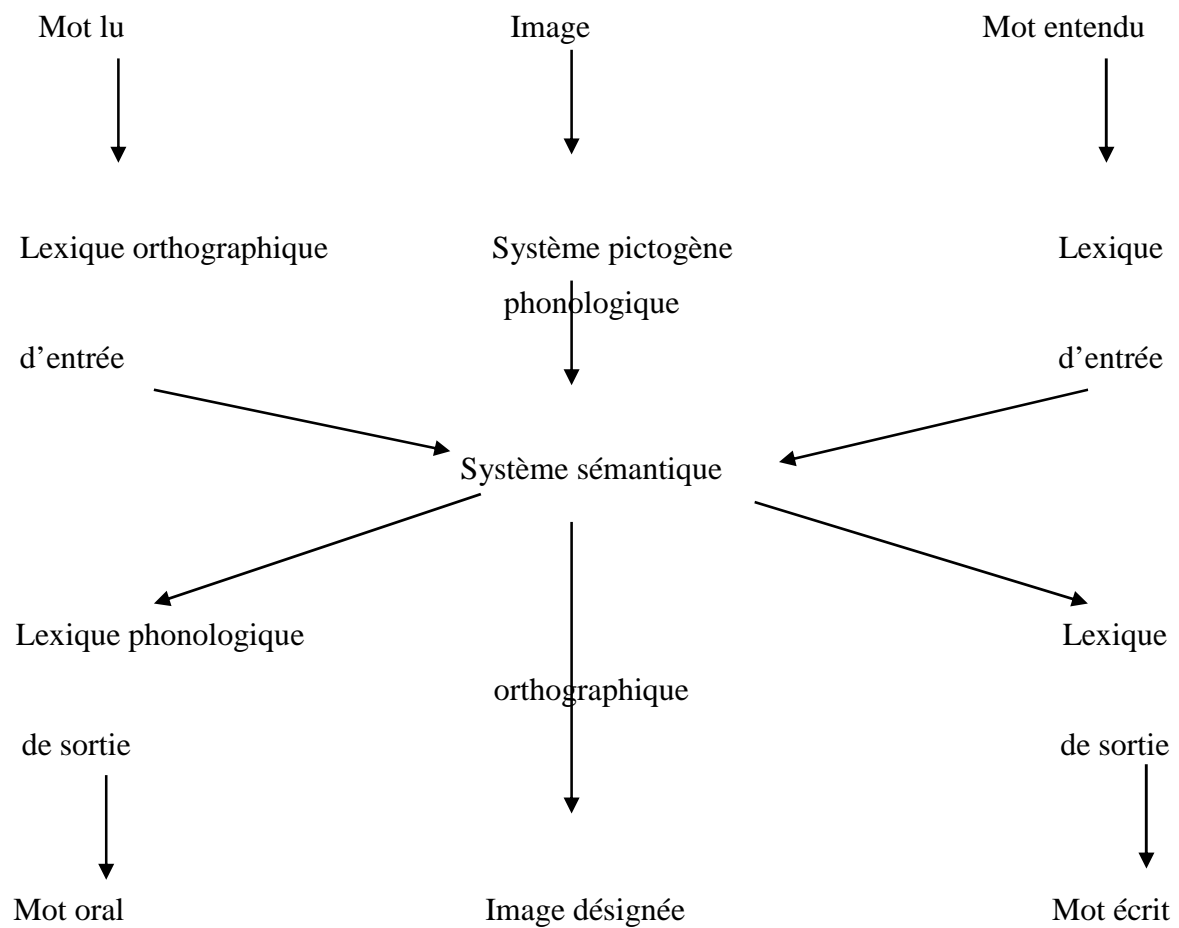 Mot lu Image Mot entendu
Lexique orthographique Système pictogène Lexique
phonologique
d’entrée d’entrée
Système sémantique
Lexique phonologique Lexique
orthographique
de sortie de sortie
Mot oral Image désignée Mot écrit